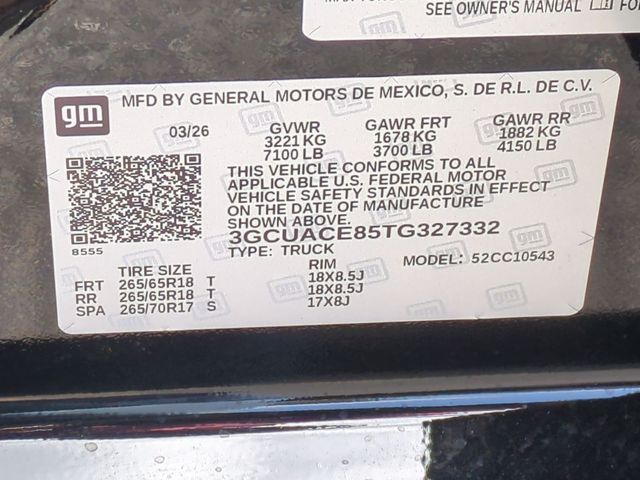 SEE OWNER'S MANUAL
gm
MFD BY GENERAL MOTORS DE MEXICO, S. DE R.L. DE C.V.
03/26 GVWR GAWR FRT GAWR RR
3221 KG 1678 KG 1882 KG
7100 LB 3700 LB 4150 LB
THIS VEHICLE CONFORMS TO ALL
APPLICABLE U.S. FEDERAL MOTOR
VEHICLE SAFETY STANDARDS IN EFFECT
ON THE DATE OF MANUFACTURE
SHOWN ABOVE.
3GCUACE85TG327332
8555
TYPE: TRUCK MODEL: 52CC10543
TIRE SIZE RIM
FRT 265/65R18 T 18X8.5J
RR 265/65R18 T 18X8.5J
SPA 265/70R17 S 17X8J